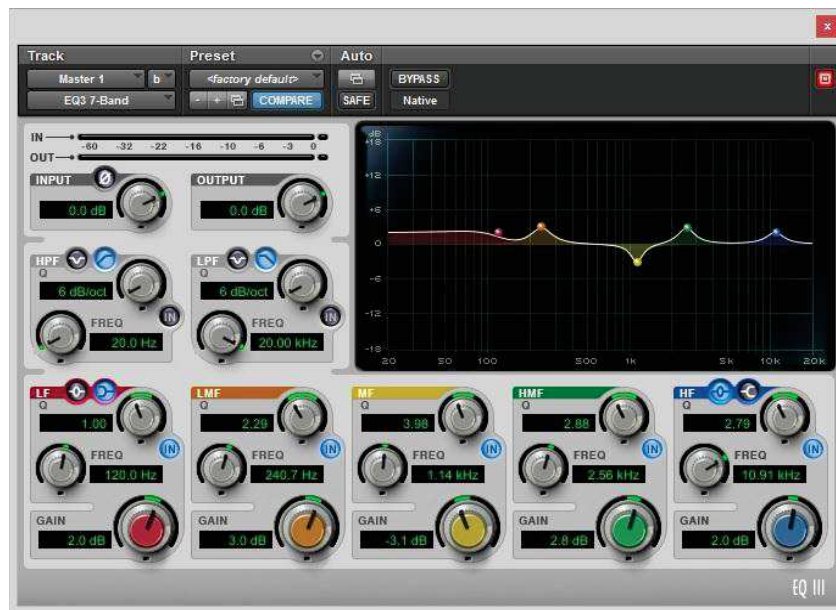 Track Preset Auto
Master 1 b <factory default> BYPASS
EQ3 7-Band - + COMPARE SAFE Native
IN
-60 -32 -22 -16 -10 -6 -3 0
OUT
INPUT Ø OUTPUT
0.0 dB 0.0 dB
HPF LPF
Q Q
6 dB/oct 6 dB/oct
IN IN
FREQ FREQ
20.0 Hz 20.00 kHz
dB
+18
+12
+6
0
-6
-12
-18
20 50 100 500 1k 5k 10k 20k
LF LMF MF HMF HF
Q Q Q Q Q
1.00 2.29 3.98 2.88 2.79
IN IN IN IN IN
FREQ FREQ FREQ FREQ FREQ
120.0 Hz 240.7 Hz 1.14 kHz 2.56 kHz 10.91 kHz
GAIN GAIN GAIN GAIN GAIN
2.0 dB 3.0 dB -3.1 dB 2.8 dB 2.0 dB
EQ III